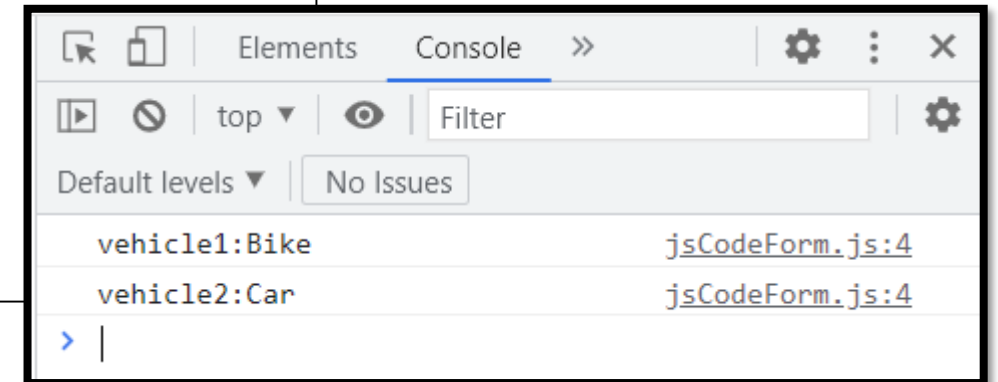 Elements Console »
top ▼ Filter
Default levels ▼ No Issues
vehicle1:Bike jsCodeForm.js:4
vehicle2:Car jsCodeForm.js:4
>